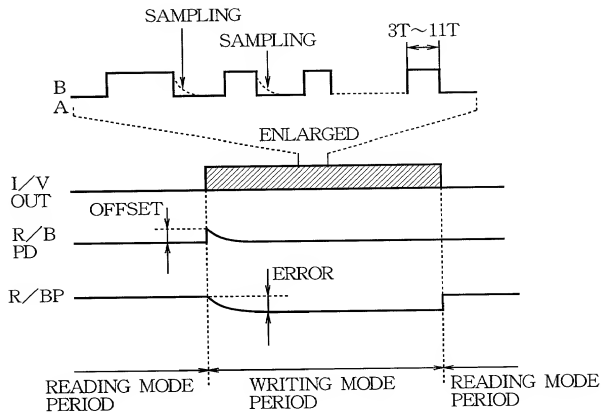 SAMPLING
SAMPLING
3T~11T
B
A
ENLARGED
I/V
OUT
OFFSET
R/B
PD
ERROR
R/BP
READING MODE
PERIOD
WRITING MODE
PERIOD
READING MODE
PERIOD